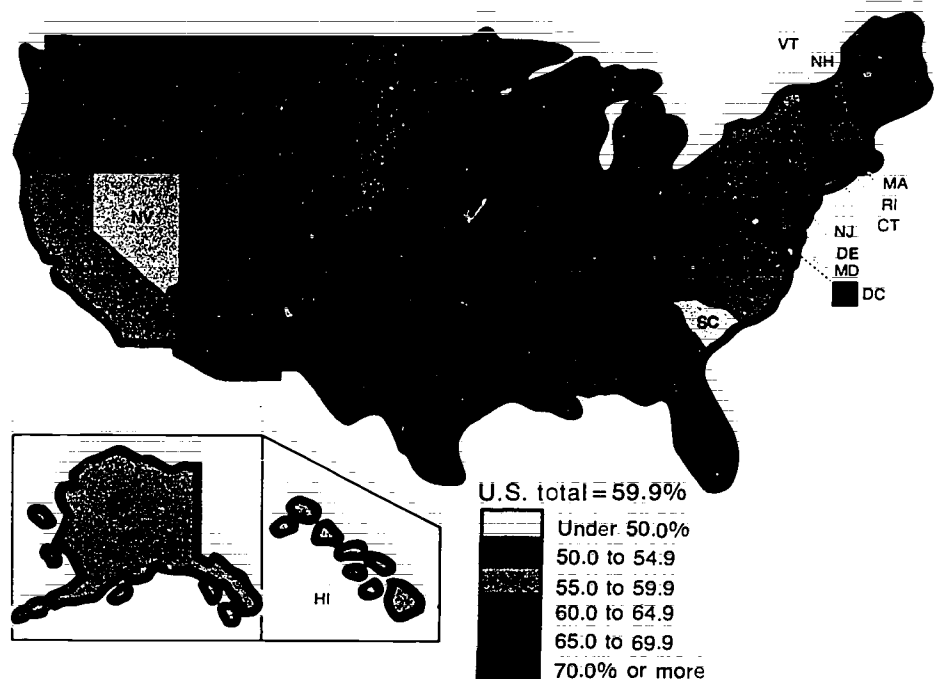 VT
NH
NV
MA
RI
CT
NJ
DE
MD
DC
SC
HI
U.S. total = 59.9%
Under 50.0%
50.0 to 54.9
55.0 to 59.9
60.0 to 64.9
65.0 to 69.9
70.0% or more